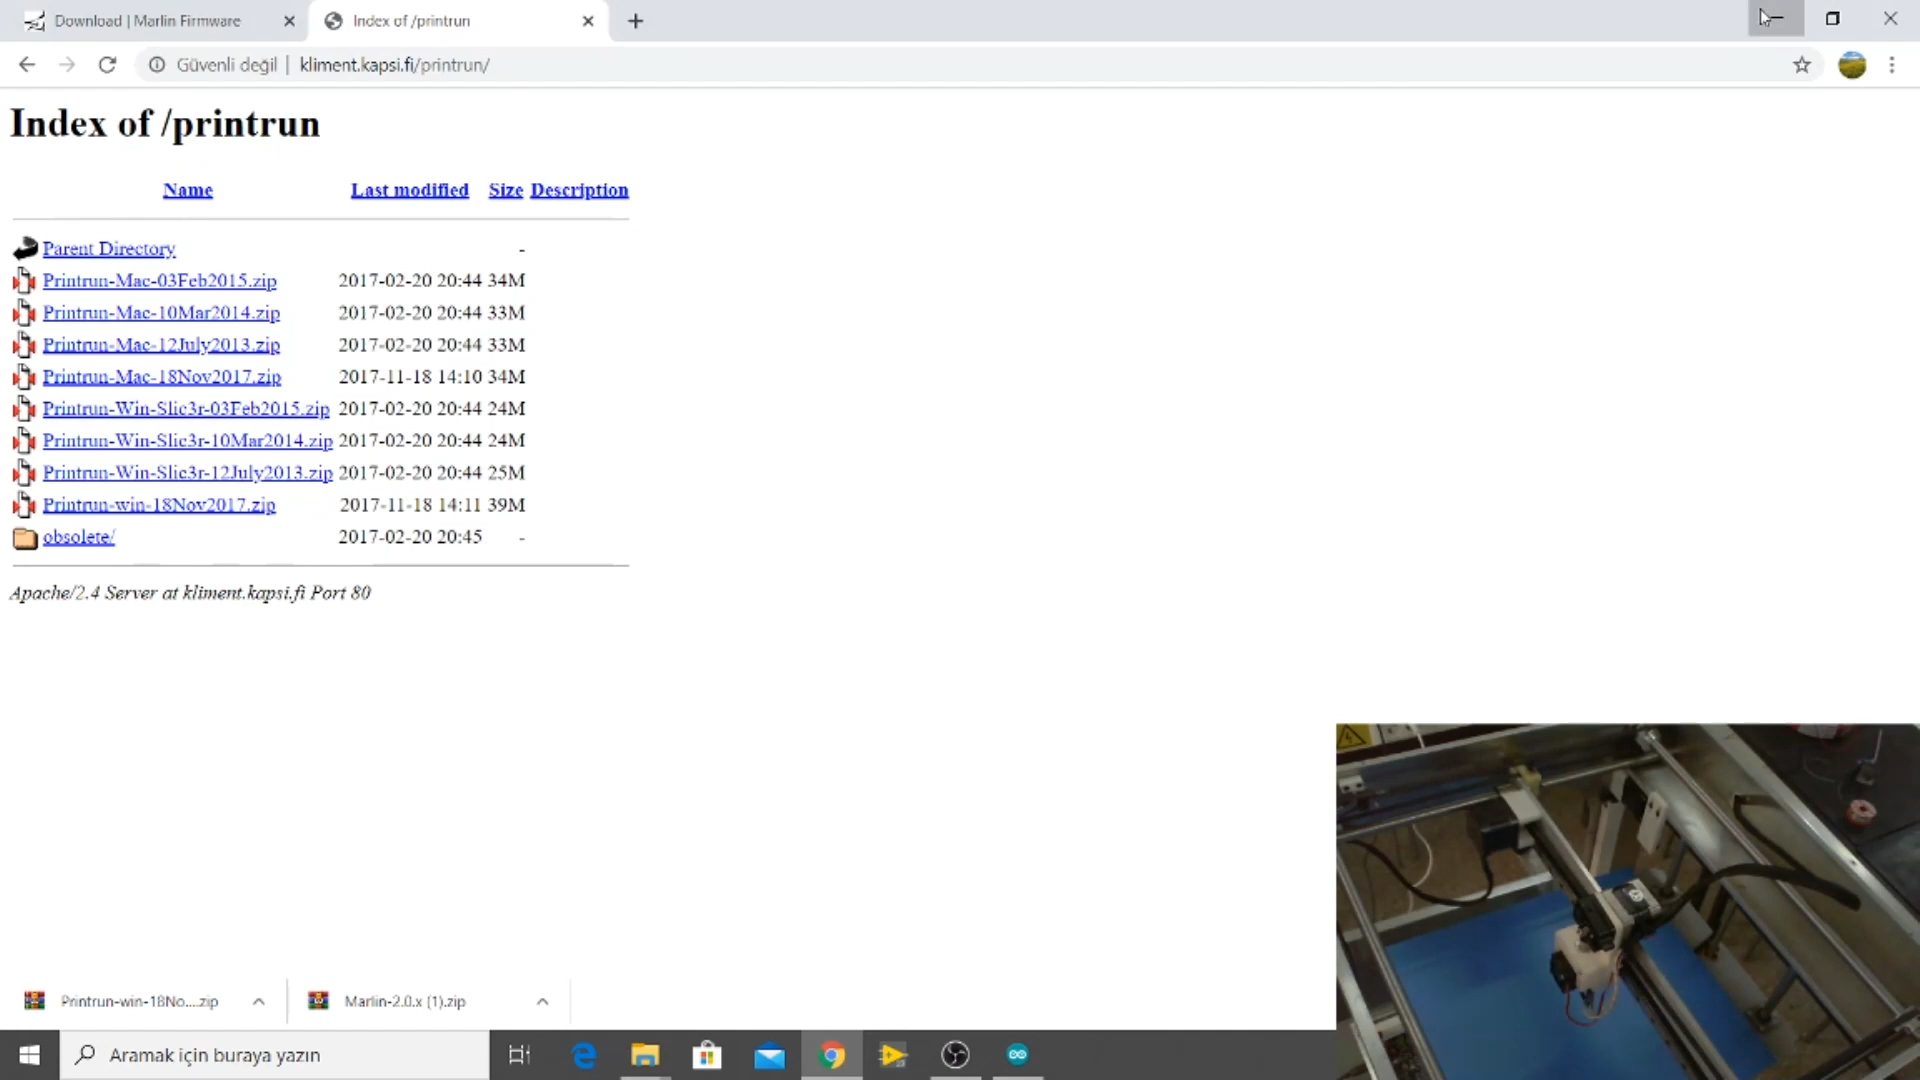 Download | Marlin Firmware
Index of /printrun
Güvenli değil | kliment.kapsi.fi/printrun/
Index of /printrun
Name Last modified Size Description
Parent Directory -
Printrun-Mac-03Feb2015.zip 2017-02-20 20:44 34M
Printrun-Mac-10Mar2014.zip 2017-02-20 20:44 33M
Printrun-Mac-12July2013.zip 2017-02-20 20:44 33M
Printrun-Mac-18Nov2017.zip 2017-11-18 14:10 34M
Printrun-Win-Slic3r-03Feb2015.zip 2017-02-20 20:44 24M
Printrun-Win-Slic3r-10Mar2014.zip 2017-02-20 20:44 24M
Printrun-Win-Slic3r-12July2013.zip 2017-02-20 20:44 25M
Printrun-win-18Nov2017.zip 2017-11-18 14:11 39M
obsolete/ 2017-02-20 20:45 -
Apache/2.4 Server at kliment.kapsi.fi Port 80
Printrun-win-18No....zip
Marlin-2.0.x (1).zip
Aramak için buraya yazın